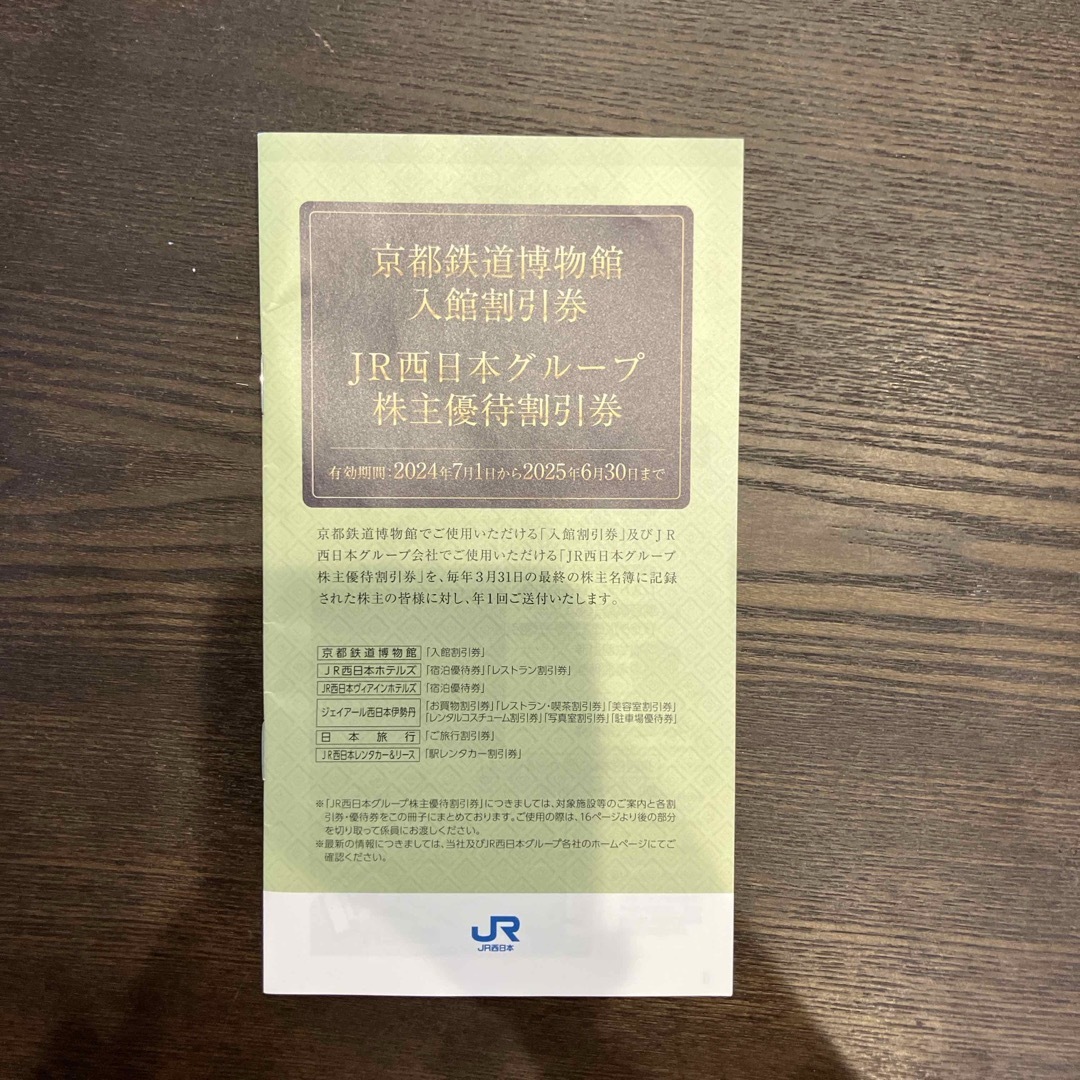 京都鉄道博物館
入館割引券
JR西日本グループ
株主優待割引券
有効期間:2024年7月1日から2025年6月30日まで
京都鉄道博物館でご使用いただける「入館割引券」及びJR
西日本グループ会社でご使用いただける「JR西日本グループ
株主優待割引券」を、毎年3月31日の最終の株主名簿に記録
された株主の皆様に対し、年1回ご送付いたします。
京都鉄道博物館 「入館割引券」
JR西日本ホテルズ 「宿泊優待券」「レストラン割引券」
JR西日本ヴィアインホテルズ 「宿泊優待券」
ジェイアール西日本伊勢丹 「お買物割引券」「レストラン・喫茶割引券」「美容室割引券」
「レンタルコスチューム割引券」「写真室割引券」「駐車場優待券」
日本旅行 「ご旅行割引券」
JR西日本レンタカー&リース 「駅レンタカー割引券」
※「JR西日本グループ株主優待割引券」につきましては、対象施設等のご案内と各割
引券・優待券をこの冊子にまとめております。ご使用の際は、16ページより後の部分
を切り取って係員にお渡しください。
※最新の情報につきましては、当社及びJR西日本グループ各社のホームページにてご
確認ください。
JR
JR西日本